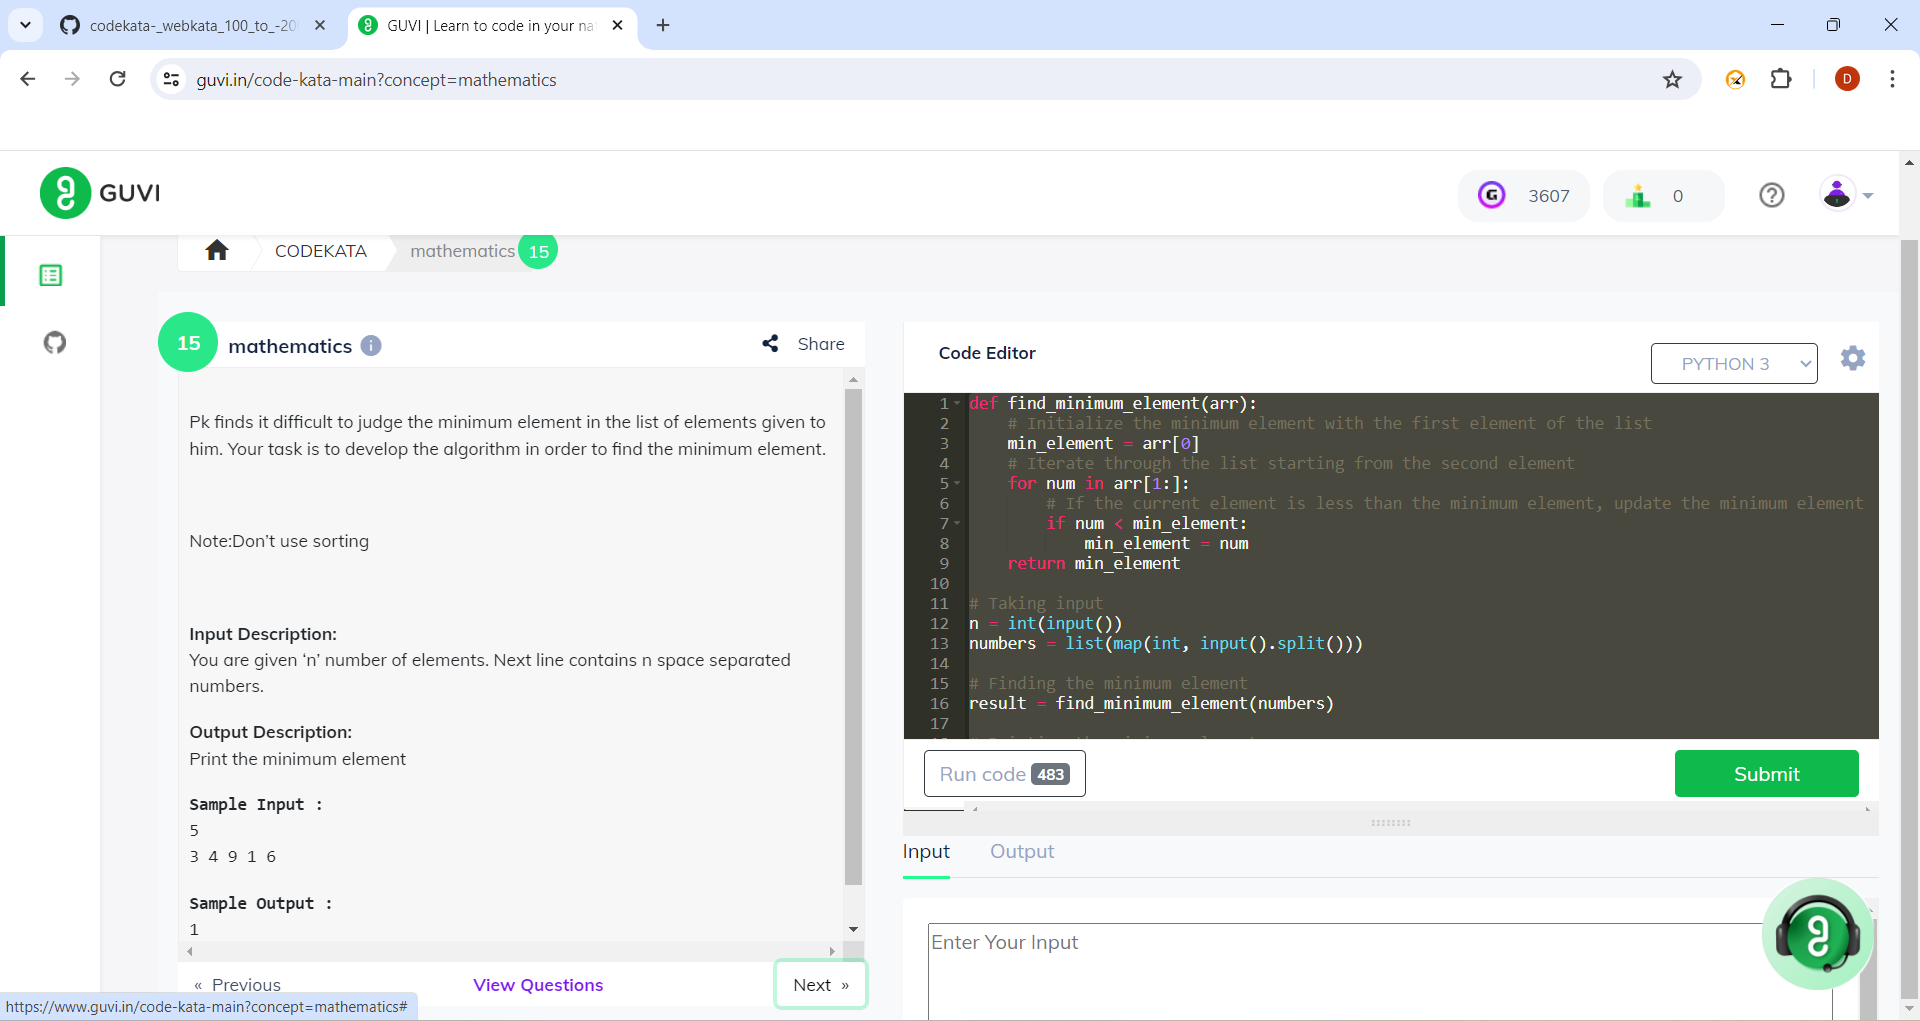 codekata-_webkata_100_to_-20
GUVI | Learn to code in your na
guvi.in/code-kata-main?concept=mathematics
D
GUVI
G
3607
0
CODEKATA
mathematics
15
15
mathematics
i
Share
Pk finds it difficult to judge the minimum element in the list of elements given to
him. Your task is to develop the algorithm in order to find the minimum element.
Note:Don’t use sorting
Input Description:
You are given ‘n’ number of elements. Next line contains n space separated
numbers.
Output Description:
Print the minimum element
Sample Input :
5
3 4 9 1 6
Sample Output :
1
« Previous
View Questions
Next »
https://www.guvi.in/code-kata-main?concept=mathematics#
Code Editor
PYTHON 3
1 def find_minimum_element(arr):
2 # Initialize the minimum element with the first element of the list
3 min_element = arr[0]
4 # Iterate through the list starting from the second element
5 for num in arr[1:]:
6 # If the current element is less than the minimum element, update the minimum element
7 if num < min_element:
8 min_element = num
9 return min_element
10
11 # Taking input
12 n = int(input())
13 numbers = list(map(int, input().split()))
14
15 # Finding the minimum element
16 result = find_minimum_element(numbers)
17
Run code 483
Submit
Input
Output
Enter Your Input